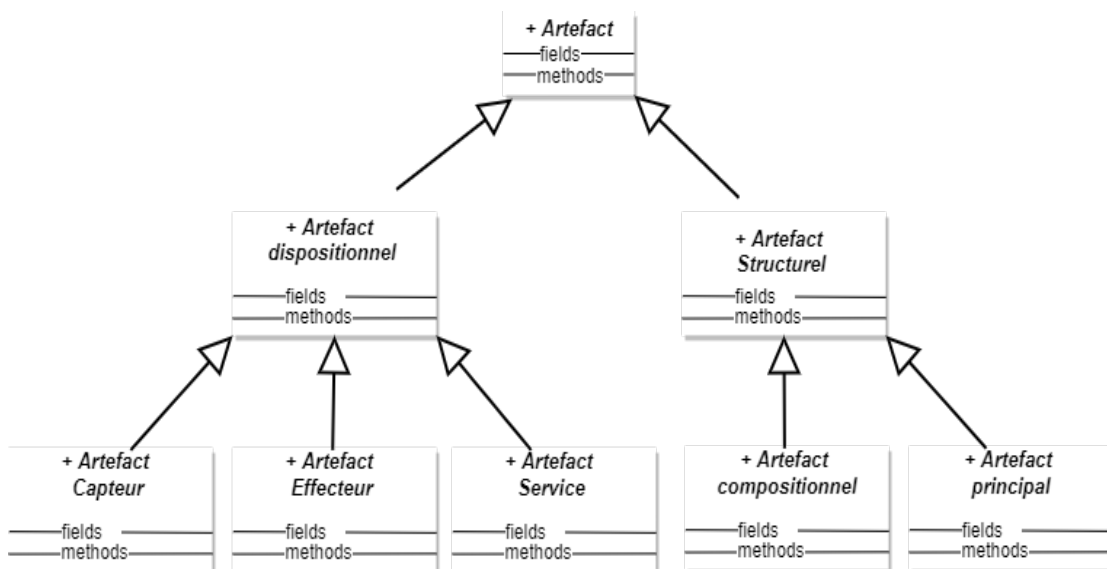 + Artefact
fields
methods
+ Artefact
dispositionnel
fields
methods
+ Artefact
Structurel
fields
methods
+ Artefact
Capteur
fields
methods
+ Artefact
Effecteur
fields
methods
+ Artefact
Service
fields
methods
+ Artefact
compositionnel
fields
methods
+ Artefact
principal
fields
methods